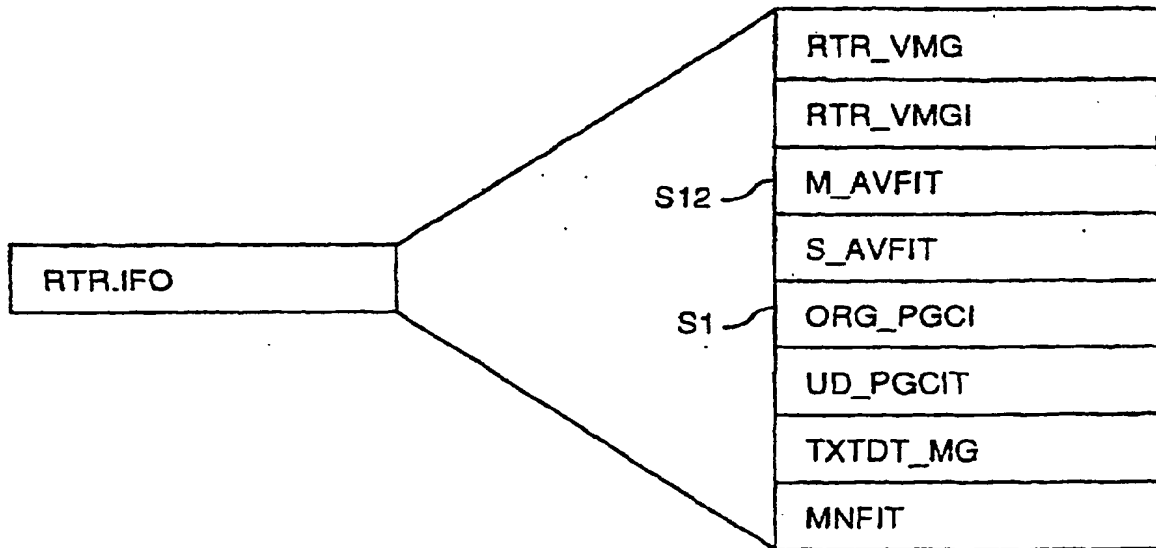 RTR_VMG
RTR_VMGI
S12
M_AVFIT
S_AVFIT
RTR.IFO
S1
ORG_PGCI
UD_PGCIT
TXTDT_MG
MNFIT